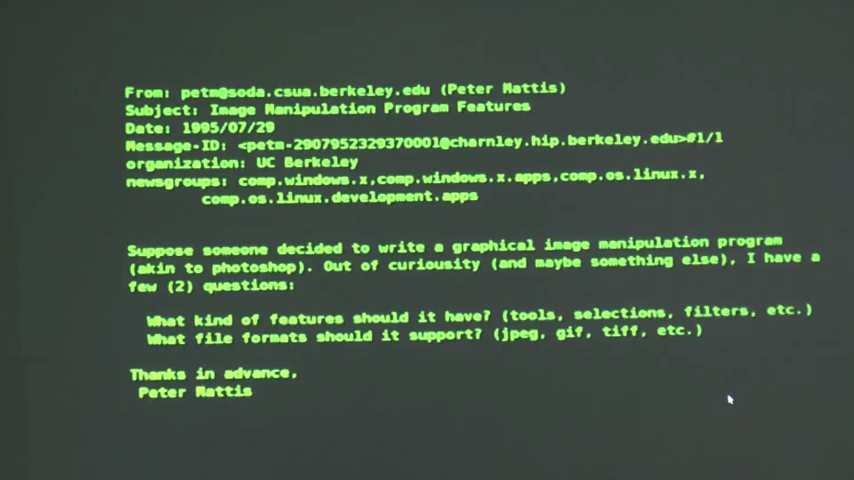 From: petm@soda.csua.berkeley.edu (Peter Mattis)
Subject: Image Manipulation Program Features
Date: 1995/07/29
Message-ID: <petm-2907952329370001@charnley.hip.berkeley.edu>#1/1
organization: UC Berkeley
newsgroups: comp.windows.x,comp.windows.x.apps,comp.os.linux.x,
comp.os.linux.development.apps
Suppose someone decided to write a graphical image manipulation program
(akin to photoshop). Out of curiousity (and maybe something else), I have a
few (2) questions:
What kind of features should it have? (tools, selections, filters, etc.)
What file formats should it support? (jpeg, gif, tiff, etc.)
Thanks in advance,
Peter Mattis